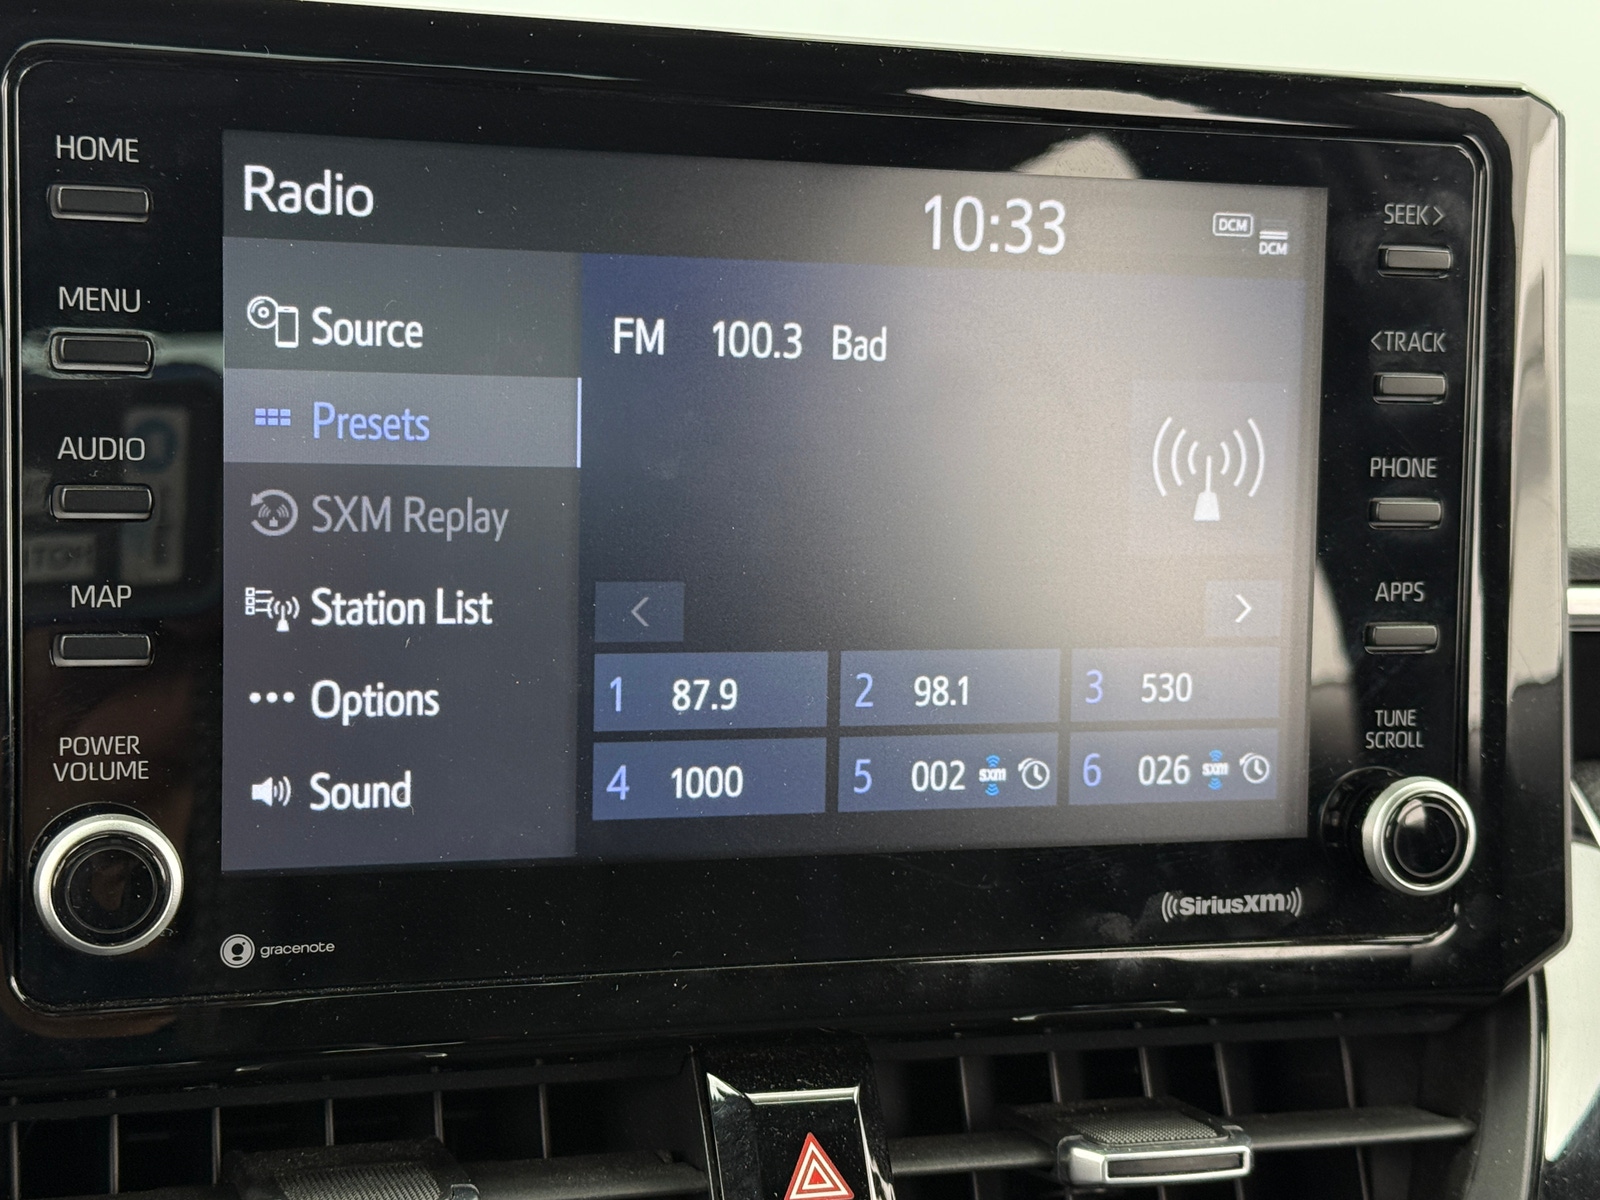 HOME
MENU
AUDIO
MAP
POWER
VOLUME
Radio
10:33
DCM
DCM
Source
Presets
SXM Replay
Station List
Options
Sound
FM 100.3 Bad
<
>
1 87.9
2 98.1
3 530
4 1000
5 002 SXM
6 026 SXM
SEEK>
<TRACK
PHONE
APPS
TUNE
SCROLL
gracenote
((SiriusXM))